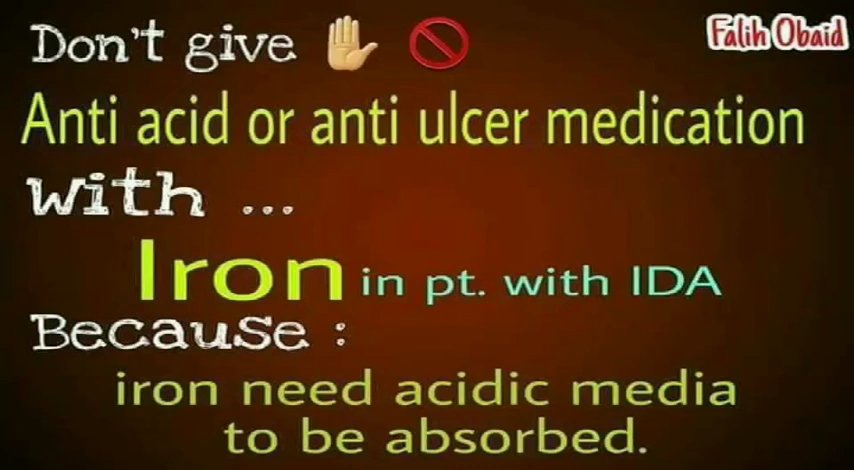 Don't give ✋ 🚫
Falih Obaid
Anti acid or anti ulcer medication
with ...
Iron in pt. with IDA
Because :
iron need acidic media
to be absorbed.